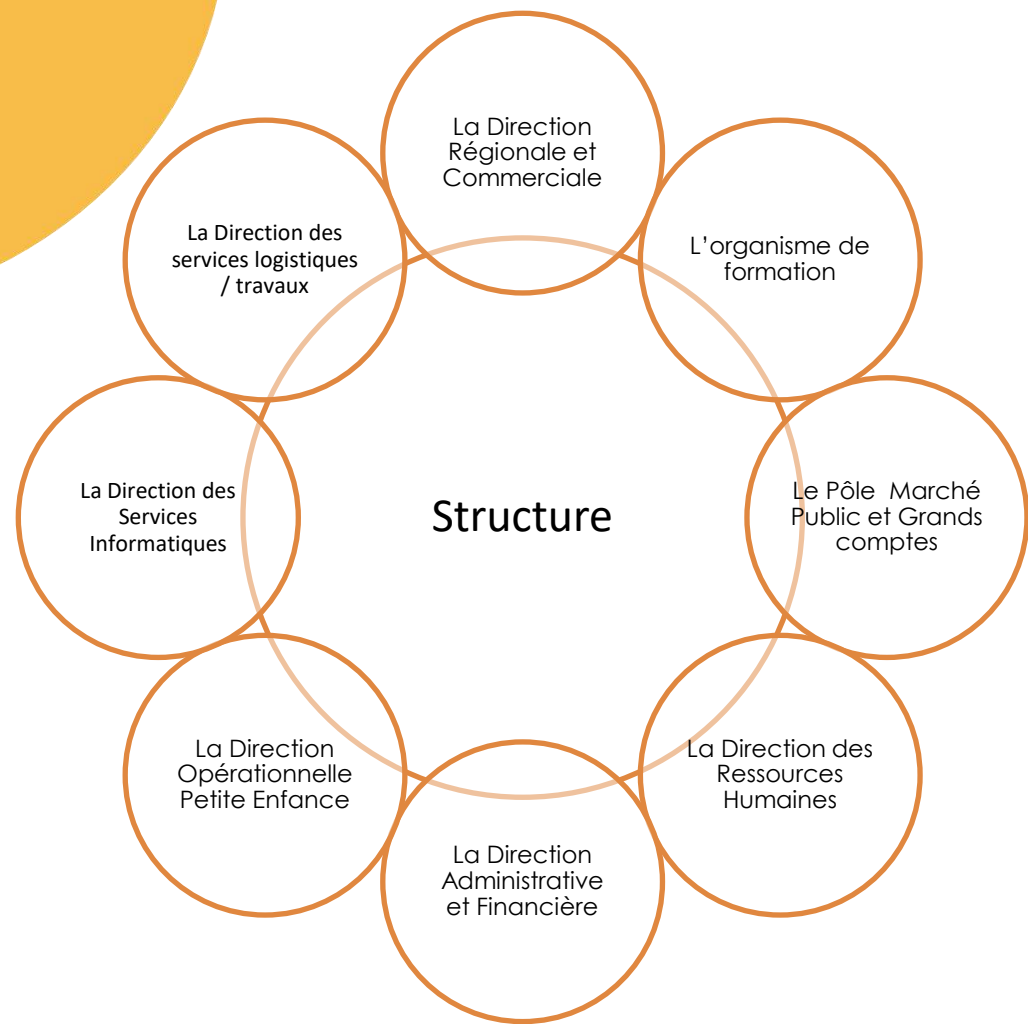 La Direction
Régionale et
Commerciale
L’organisme de
formation
Le Pôle  Marché
Public et Grands
comptes
La Direction des
Ressources
Humaines
La Direction
Administrative
et Financière
La Direction
Opérationnelle
Petite Enfance
La Direction des
Services
Informatiques
La Direction des
services logistiques
/ travaux
Structure